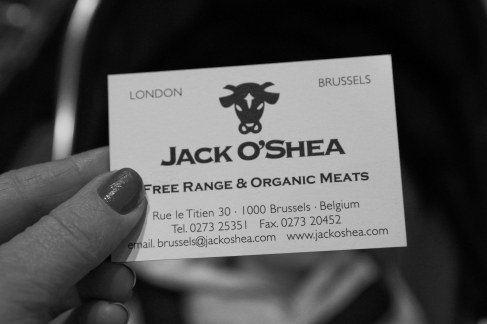 LONDON BRUSSELS
JACK O'SHEA
FREE RANGE & ORGANIC MEATS
Rue le Titien 30 · 1000 Brussels · Belgium
Tel. 0273 25351 Fax. 0273 20452
email. brussels@jackoshea.com www.jackoshea.com